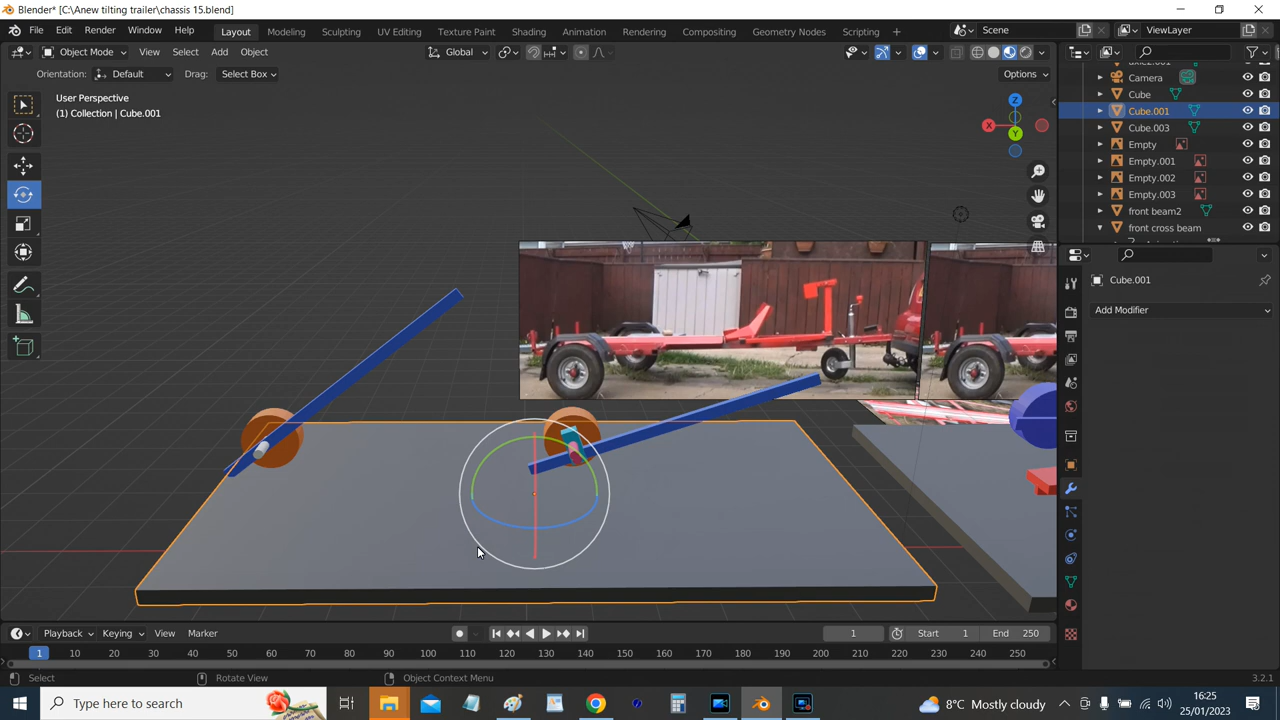 Blender* [C:\Anew tilting trailer\chassis 15.blend]
File Edit Render Window Help Layout Modeling Sculpting UV Editing Texture Paint Shading Animation Rendering Compositing Geometry Nodes Scripting + Scene ViewLayer
Object Mode View Select Add Object Global
Orientation: Default Drag: Select Box Options
User Perspective
(1) Collection | Cube.001
Z
X
Y
Camera
Cube
Cube.001
Cube.003
Empty
Empty.001
Empty.002
Empty.003
front beam2
front cross beam
Cube.001
Add Modifier
Playback Keying View Marker 1 Start 1 End 250
1 10 20 30 40 50 60 70 80 90 100 110 120 130 140 150 160 170 180 190 200 210 220 230 240 250
Select Rotate View Object Context Menu 3.2.1
Type here to search 8°C Mostly cloudy 16:25
25/01/2023